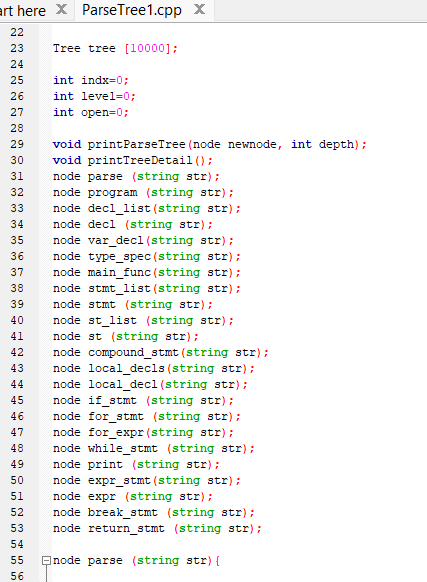 art here X ParseTree1.cpp X
22
23 Tree tree [10000];
24
25 int indx=0;
26 int level=0;
27 int open=0;
28
29 void printParseTree(node newnode, int depth);
30 void printTreeDetail();
31 node parse (string str);
32 node program (string str);
33 node decl_list(string str);
34 node decl (string str);
35 node var_decl(string str);
36 node type_spec(string str);
37 node main_func(string str);
38 node stmt_list(string str);
39 node stmt (string str);
40 node st_list (string str);
41 node st (string str);
42 node compound_stmt(string str);
43 node local_decls(string str);
44 node local_decl(string str);
45 node if_stmt (string str);
46 node for_stmt (string str);
47 node for_expr(string str);
48 node while_stmt (string str);
49 node print (string str);
50 node expr_stmt(string str);
51 node expr (string str);
52 node break_stmt (string str);
53 node return_stmt (string str);
54
55 node parse (string str){
56